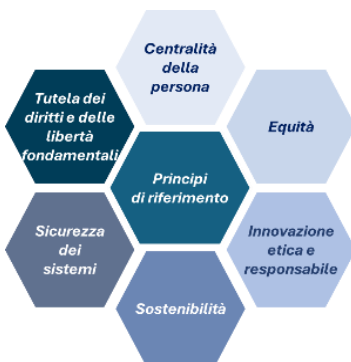 Centralità
della
persona
Tutela dei
diritti e delle
libertà
fondamentali
Equità
Principi
di riferimento
Sicurezza
dei
sistemi
Innovazione
etica e
responsabile
Sostenibilità